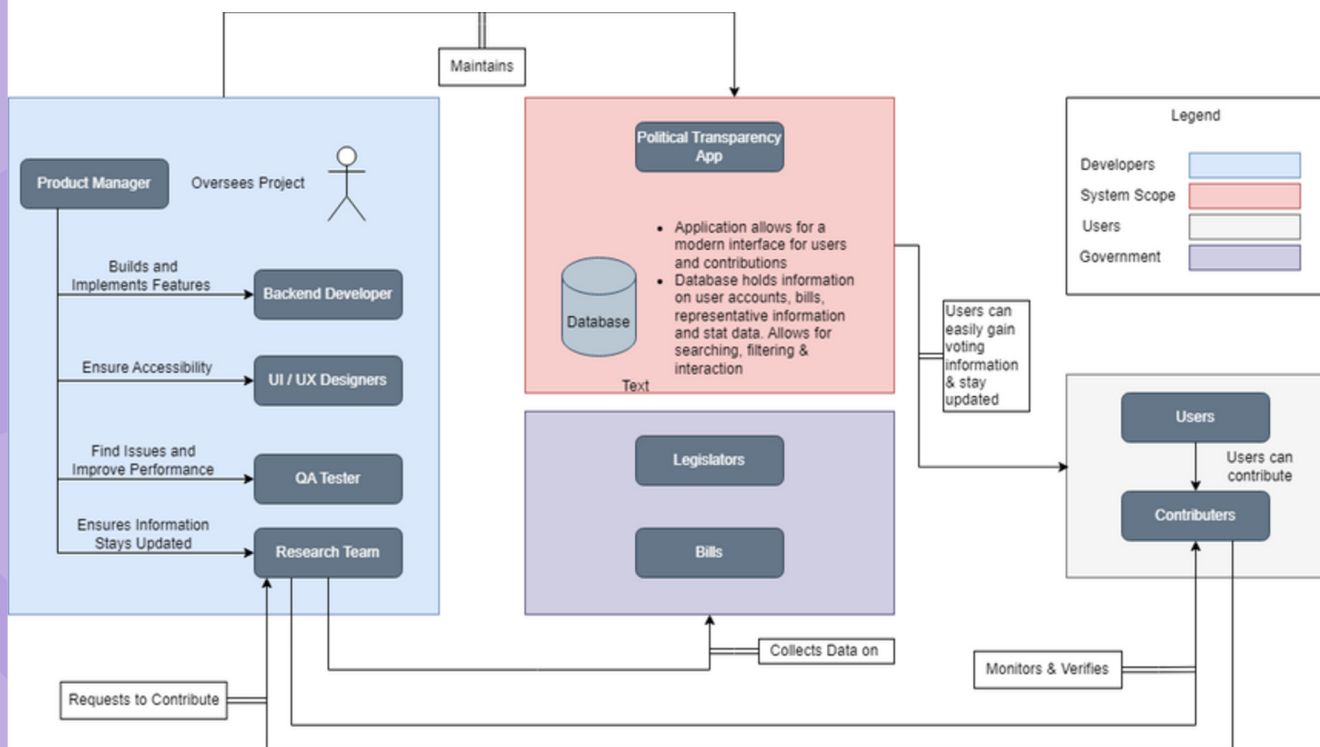 Maintains
Product Manager
Oversees Project
Builds and
Implements Features
Backend Developer
Ensure Accessibility
UI / UX Designers
Find Issues and
Improve Performance
QA Tester
Ensures Information
Stays Updated
Research Team
Political Transparency
App
• Application allows for a
modern interface for users
and contributions
• Database holds information
on user accounts, bills,
representative information
and stat data. Allows for
searching, filtering &
interaction
Database
Text
Legislators
Bills
Legend
Developers
System Scope
Users
Government
Users can
easily gain
voting
information
& stay
updated
Users
Users can
contribute
Contributers
Collects Data on
Monitors & Verifies
Requests to Contribute